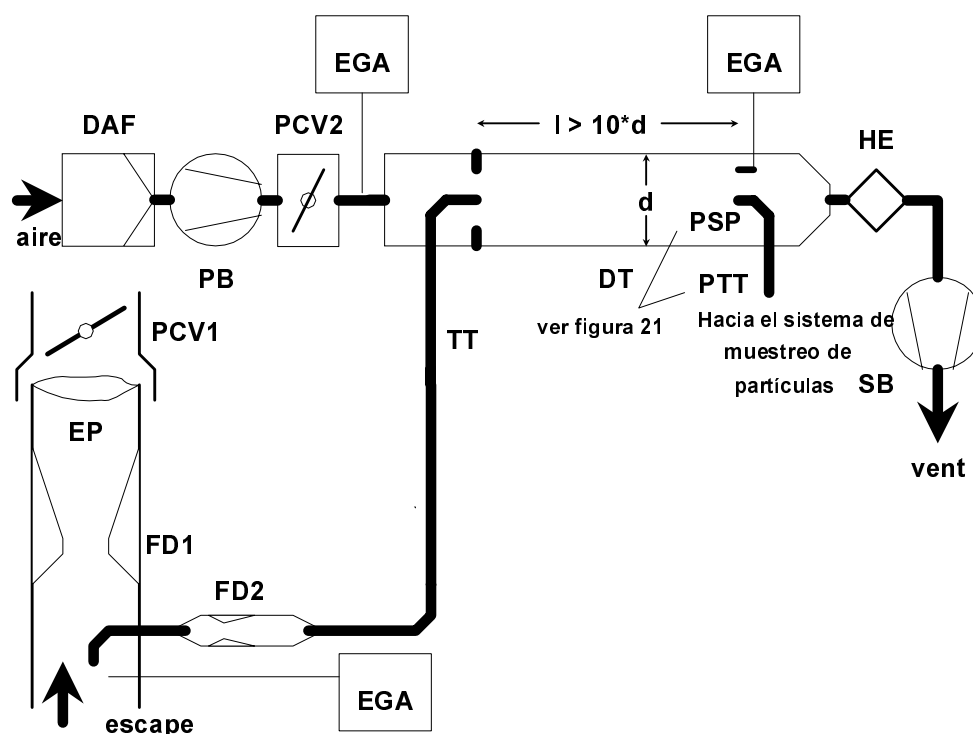 EGA
EGA
DAF
PCV2
l > 10*d
HE
aire
d
PB
PSP
DT
PTT
PCV1
TT
ver figura 21
Hacia el sistema de
muestreo de
partículas
SB
EP
vent
FD1
FD2
EGA
escape